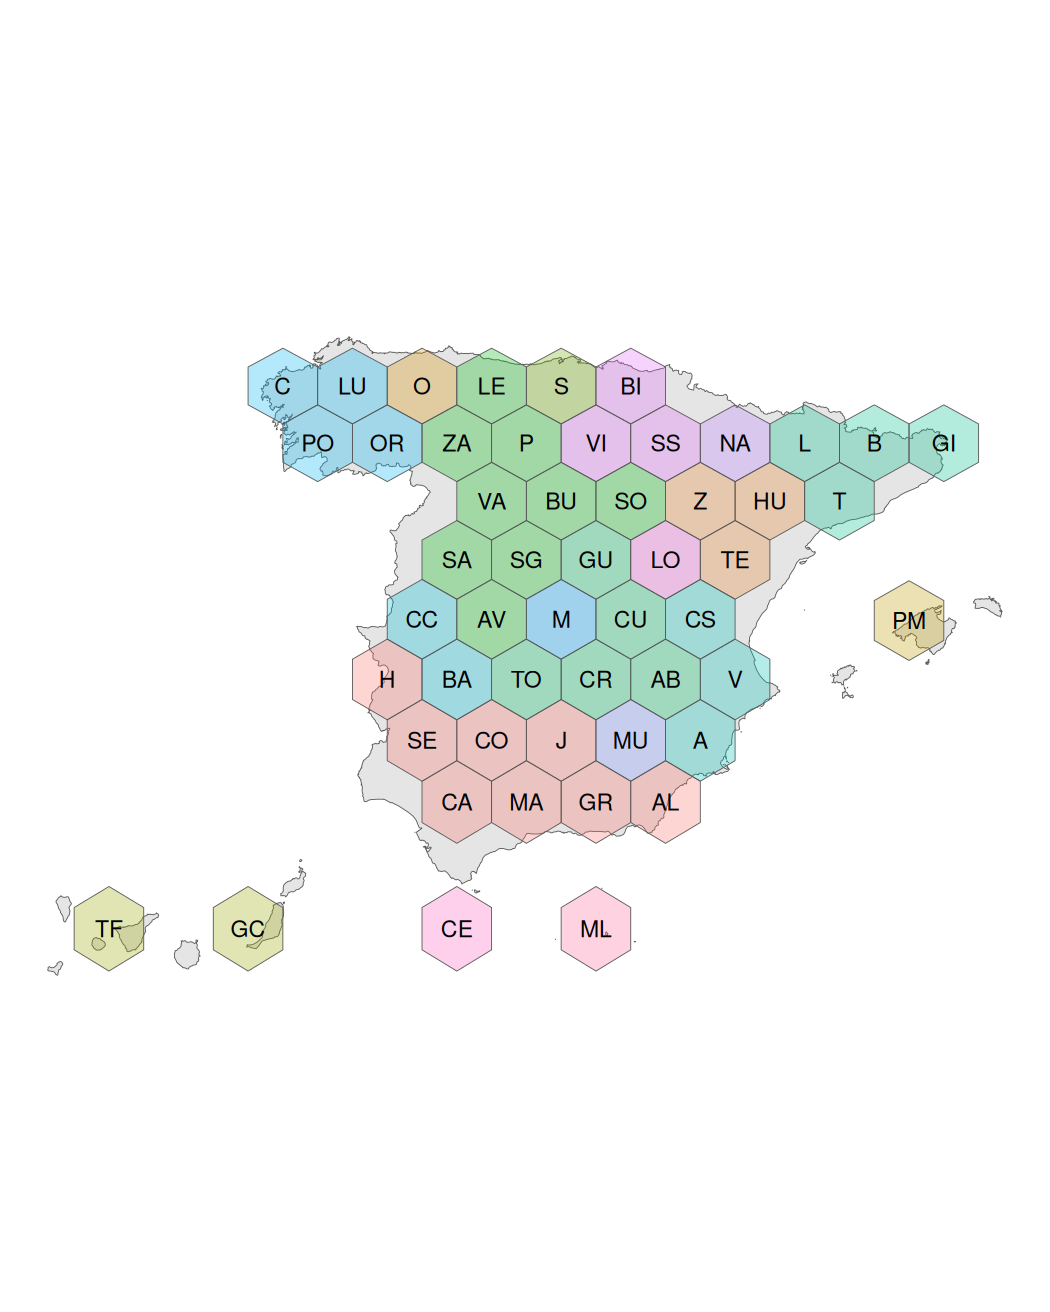 C LU O LE S BI
PO OR ZA P VI SS NA L B GI
VA BU SO Z HU T
SA SG GU LO TE
CC AV M CU CS PM
H BA TO CR AB V
SE CO J MU A
CA MA GR AL
TF GC CE ML